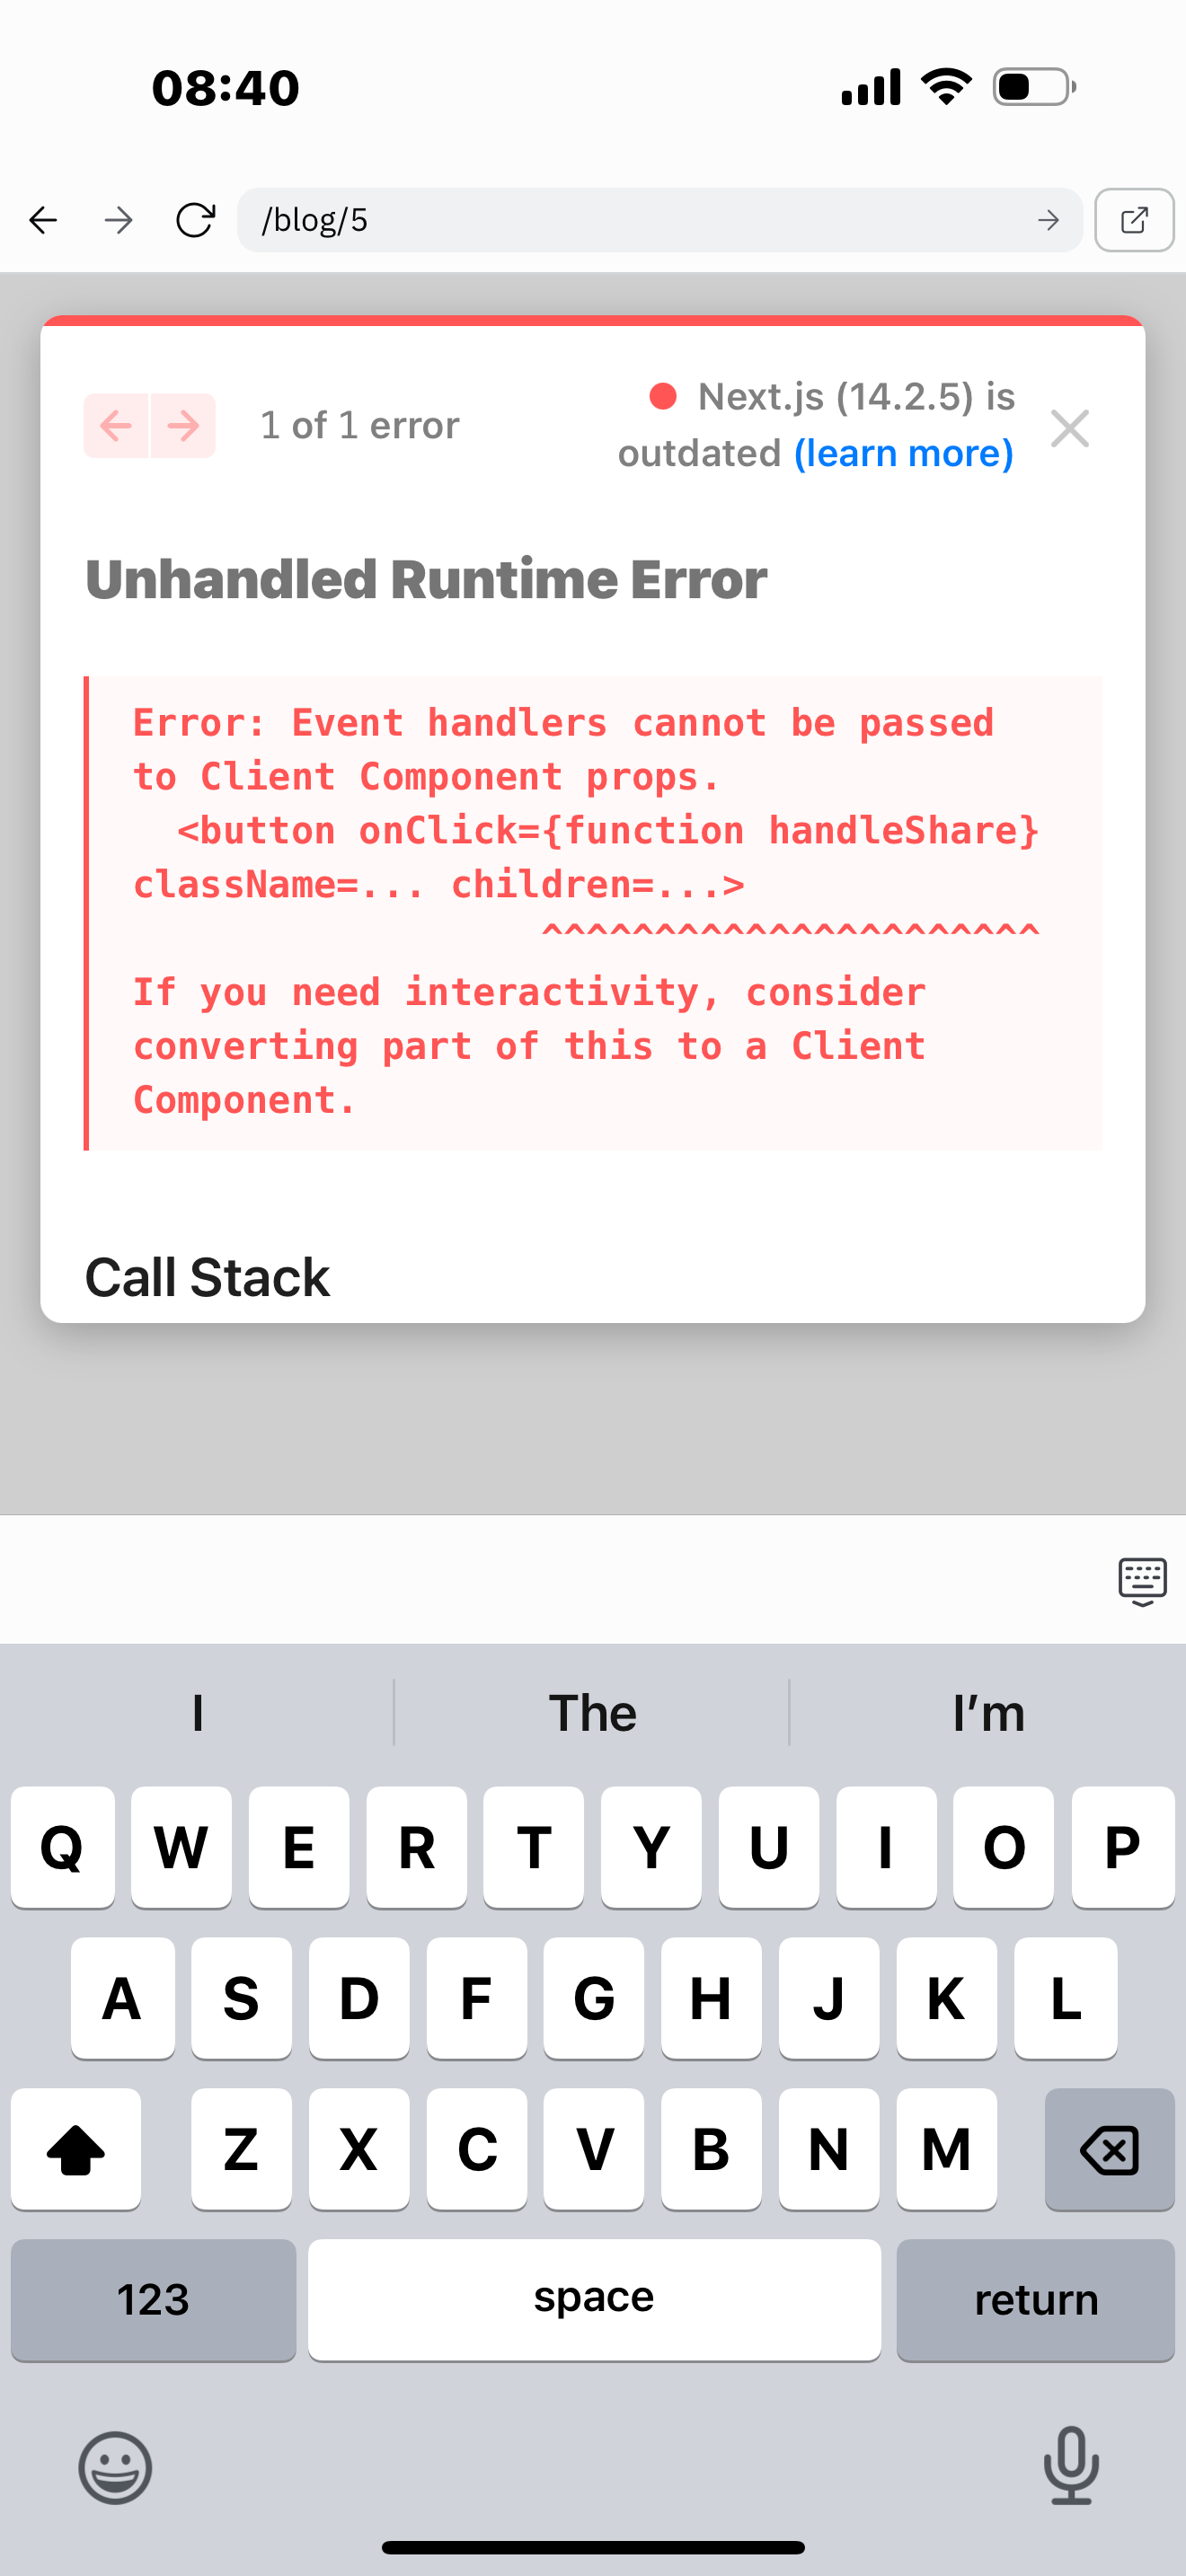 08:40
/blog/5
1 of 1 error
Next.js (14.2.5) is
outdated (learn more)
Unhandled Runtime Error
Error: Event handlers cannot be passed
to Client Component props.
<button onClick={function handleShare}
className=... children=...>
^^^^^^^^^^^^^^^^^^^^^^
If you need interactivity, consider
converting part of this to a Client
Component.
Call Stack
I The I’m
Q W E R T Y U I O P
A S D F G H J K L
Z X C V B N M
123 space return